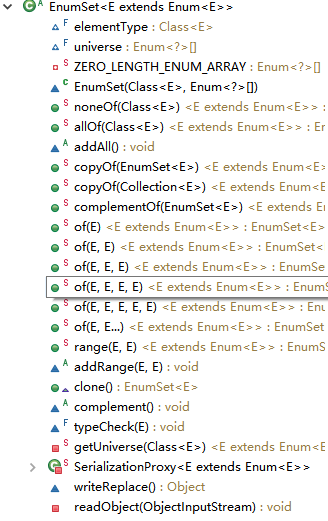 EnumSet<E extends Enum<E>>
elementType : Class<E>
universe : Enum<?>[]
ZERO_LENGTH_ENUM_ARRAY : Enum<?>[]
EnumSet(Class<E>, Enum<?>[])
noneOf(Class<E>) <E extends Enum<E>> :
allOf(Class<E>) <E extends Enum<E>> : E
addAll() : void
copyOf(EnumSet<E>) <E extends Enum<E>>
copyOf(Collection<E>) <E extends Enum<E>>
complementOf(EnumSet<E>) <E extends Enum<E>>
of(E) <E extends Enum<E>> : EnumSet<E>
of(E, E) <E extends Enum<E>> : EnumSet<E>
of(E, E, E) <E extends Enum<E>> : EnumSet
of(E, E, E, E) <E extends Enum<E>> : EnumS
of(E, E, E, E, E) <E extends Enum<E>> : E
of(E, E...) <E extends Enum<E>> : EnumSet
range(E, E) <E extends Enum<E>> : EnumSet
addRange(E, E) : void
clone() : EnumSet<E>
complement() : void
typeCheck(E) : void
getUniverse(Class<E>) <E extends Enum<E>>
SerializationProxy<E extends Enum<E>>
writeReplace() : Object
readObject(ObjectInputStream) : void